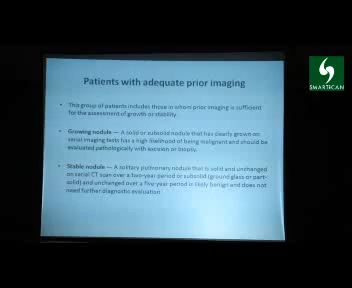 Patients with adequate prior imaging
• This group of patients includes those in whom prior imaging is sufficient
for the assessment of growth or stability.
• Growing nodule — A solid or subsolid nodule that has clearly grown on
serial imaging tests has a high likelihood of being malignant and should be
evaluated pathologically with excision or biopsy.
• Stable nodule — A solitary pulmonary nodule that is solid and unchanged
on serial CT scan over a two-year period or subsolid (ground glass or part-
solid) and unchanged over a five-year period is likely benign and does not
need further diagnostic evaluation